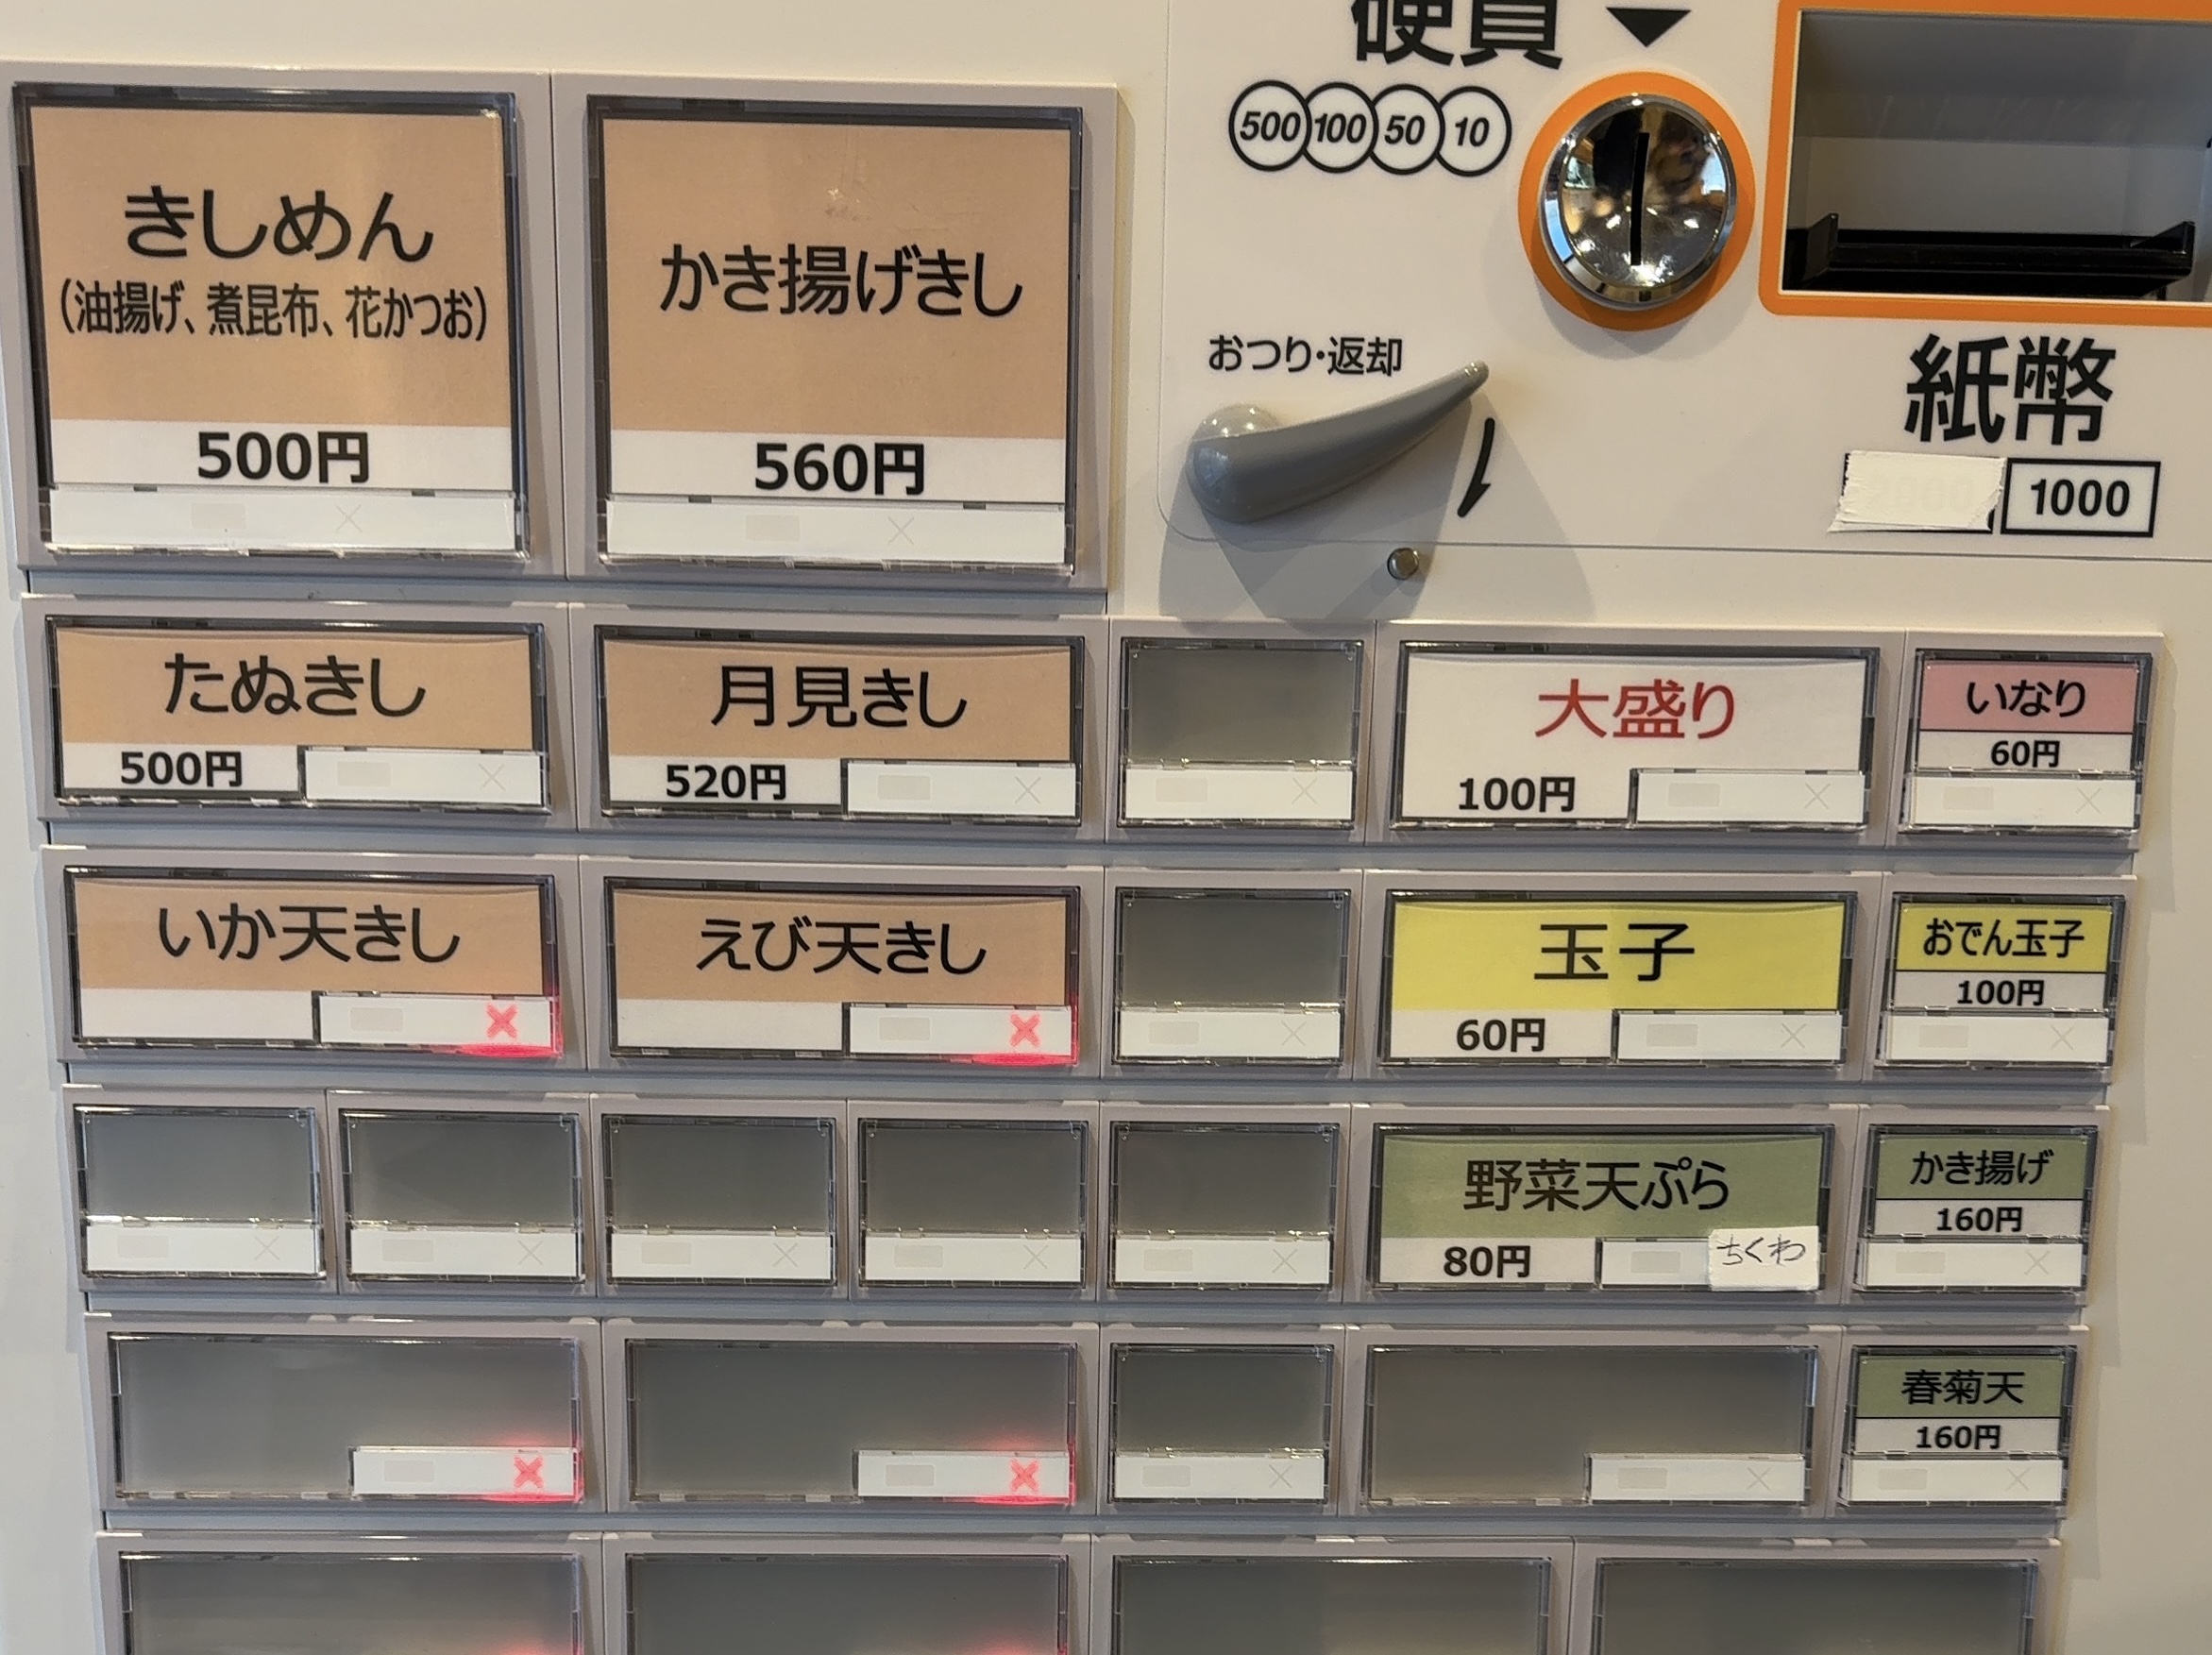 硬貨
500 100 50 10
きしめん
(油揚げ、煮昆布、花かつお)
500円
かき揚げきし
560円
おつり・返却
紙幣
1000
たぬきし
500円
月見きし
520円
大盛り
100円
いなり
60円
いか天きし
えび天きし
玉子
60円
おでん玉子
100円
野菜天ぷら
80円
ちくわ
かき揚げ
160円
春菊天
160円